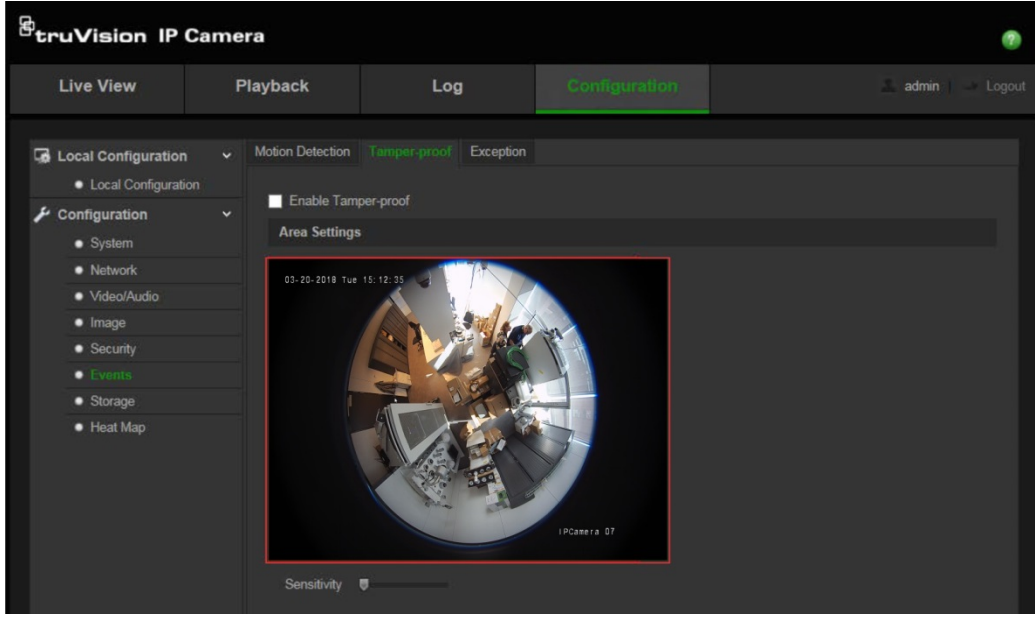 truVision IP Camera
?
Live View Playback Log Configuration admin | Logout
Local Configuration
Local Configuration
Configuration
System
Network
Video/Audio
Image
Security
Events
Storage
Heat Map
Motion Detection Tamper-proof Exception
Enable Tamper-proof
Area Settings
03-20-2018 Tue 15:12:35
IPCamera 07
Sensitivity